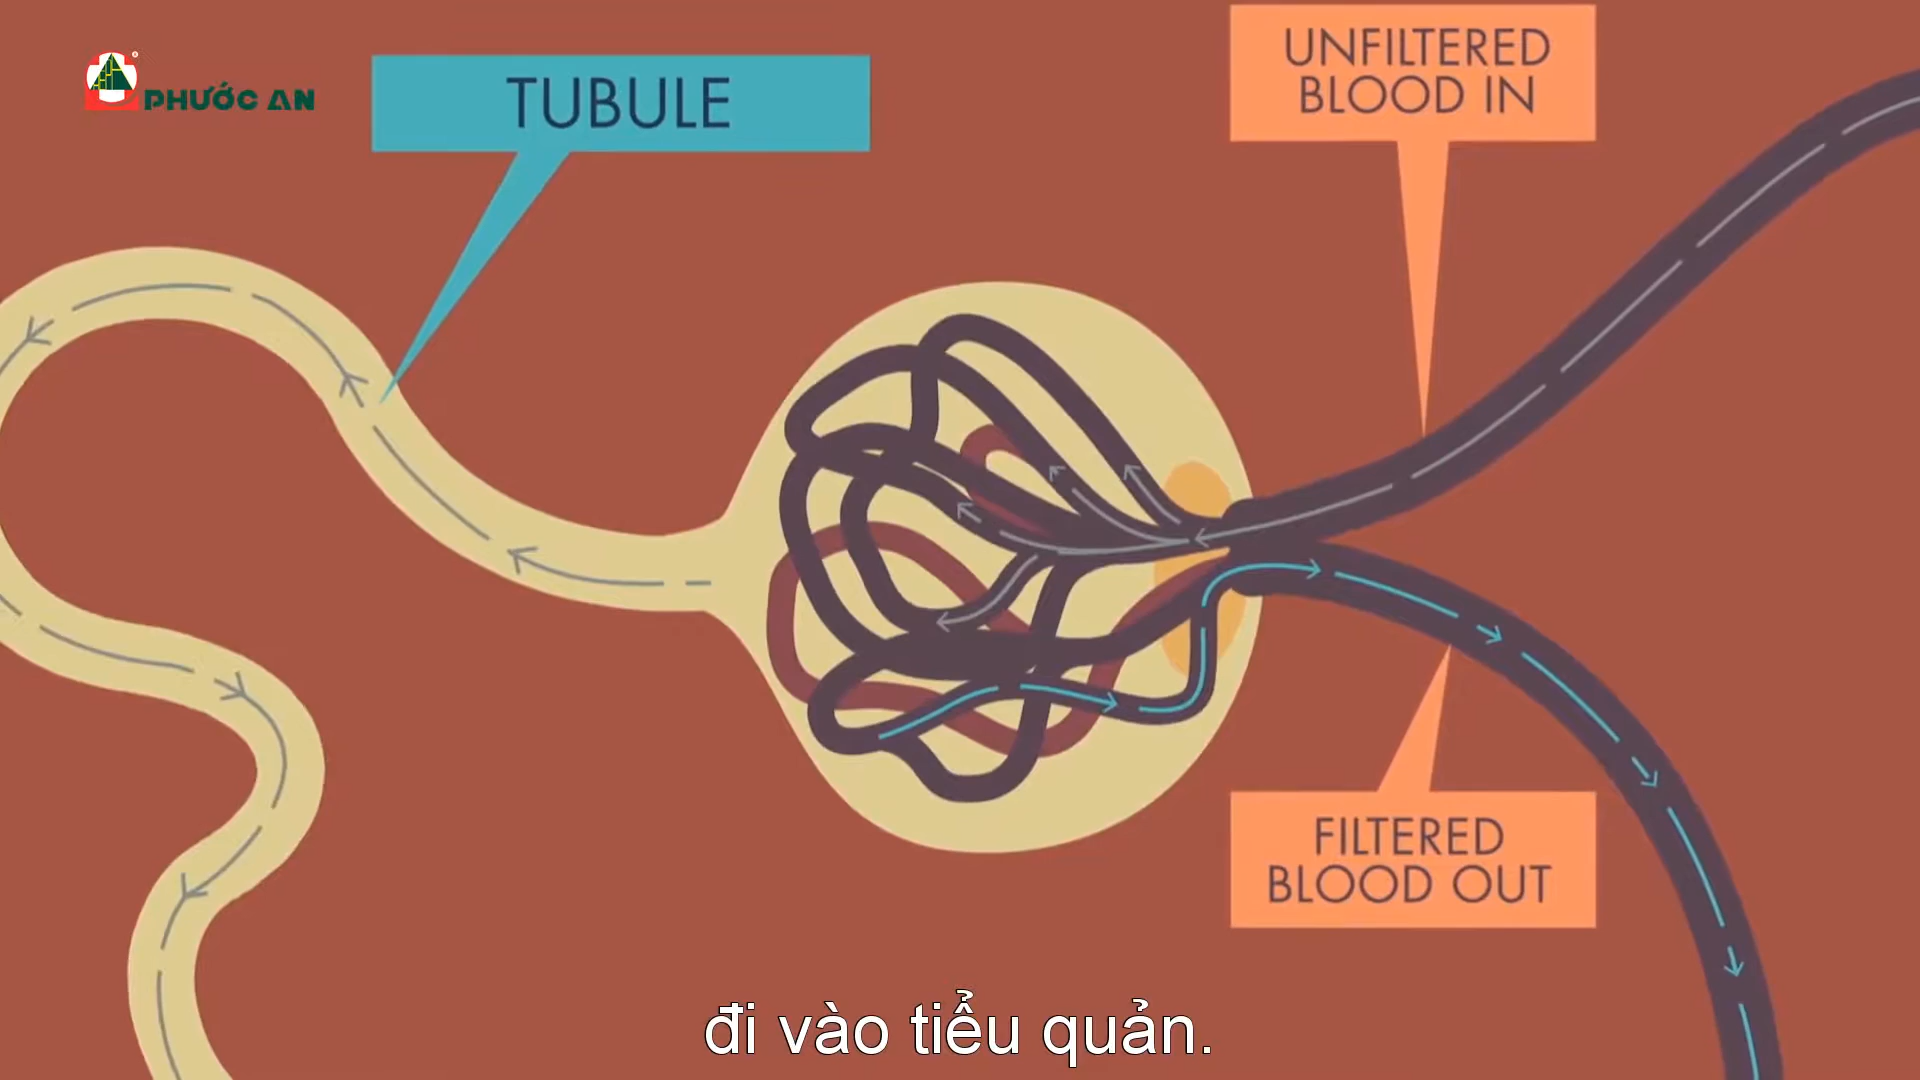 PHƯỚC AN
TUBULE
UNFILTERED
BLOOD IN
FILTERED
BLOOD OUT
đi vào tiểu quản.